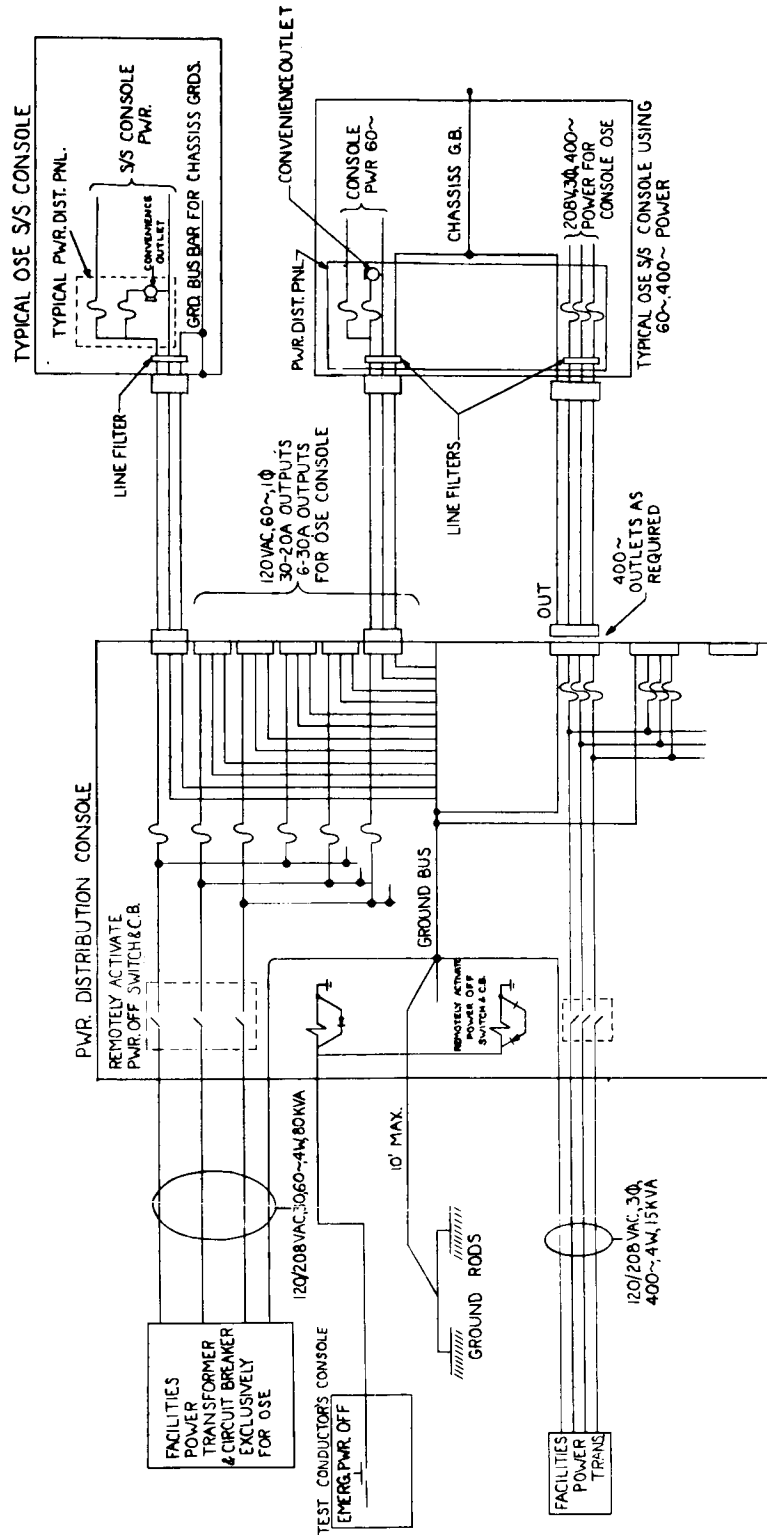 TYPICAL OSE S/S CONSOLE
TYPICAL PWR. DIST. PNL.
S/S CONSOLE
PWR.
CONVENIENCE
OUTLET
GRD. BUS BAR FOR CHASSISS GRDS.
LINE FILTER
CONVENIENCE OUTLET
PWR. DIST. PNL.
CONSOLE
PWR 60~
CHASSISS G.B.
208V,3Φ,400~
POWER FOR
CONSOLE OSE
TYPICAL OSE S/S CONSOLE USING
60~,400~ POWER
LINE FILTERS
120VAC,60~,1Φ
30-20A OUTPUTS
6-30A OUTPUTS
FOR OSE CONSOLE
OUT
400~
OUTLETS AS
REQUIRED
PWR. DISTRIBUTION CONSOLE
REMOTELY ACTIVATE
PWR. OFF SWITCH & C.B.
GROUND BUS
REMOTELY ACTIVATE
POWER OFF
SWITCH & C.B.
120/208VAC,3Ø,60~,4W,80KVA
10' MAX.
GROUND RODS
120/208VAC,3Φ,
400~,4W,15KVA
FACILITIES
POWER
TRANSFORMER
& CIRCUIT BREAKER
EXCLUSIVELY
FOR OSE
TEST CONDUCTOR'S CONSOLE
EMERG. PWR. OFF
FACILITIES
POWER
TRANS.